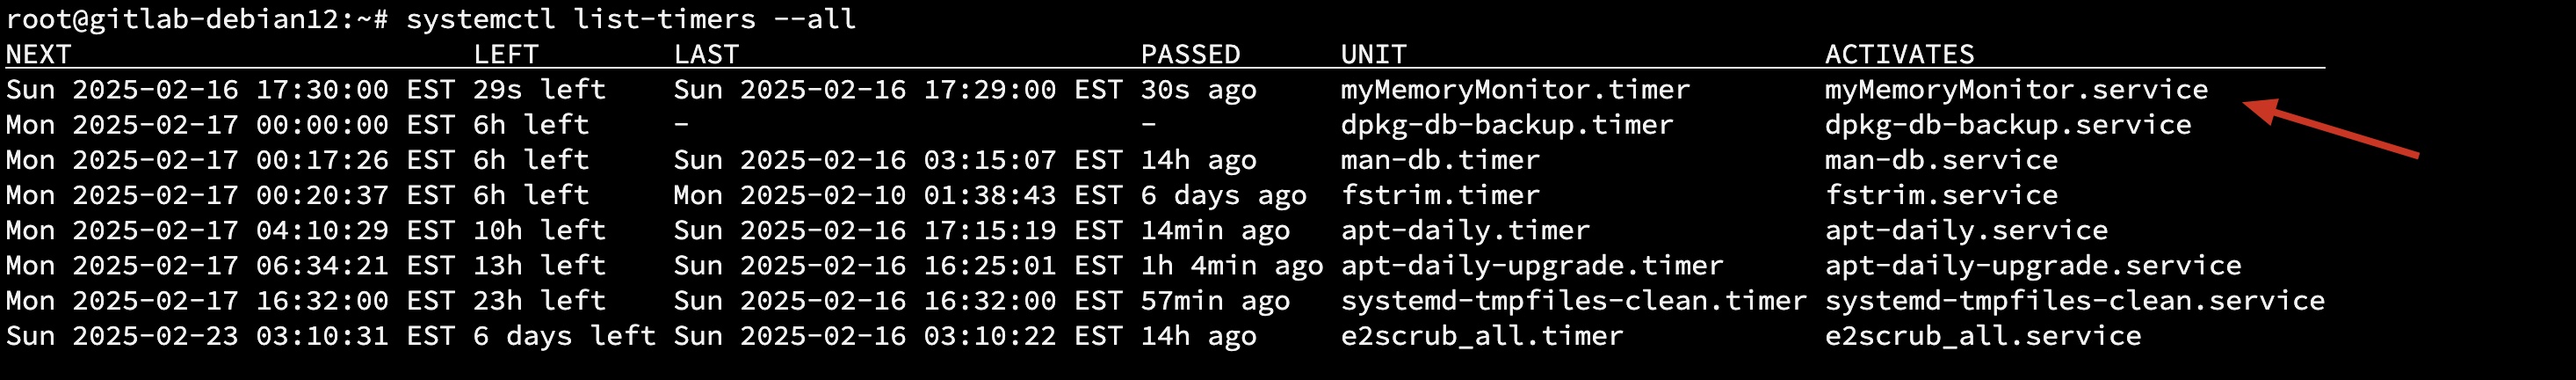 root@gitlab-debian12:~# systemctl list-timers --all
NEXT                        LEFT        LAST                        PASSED      UNIT                         ACTIVATES
Sun 2025-02-16 17:30:00 EST 29s left    Sun 2025-02-16 17:29:00 EST 30s ago     myMemoryMonitor.timer        myMemoryMonitor.service
Mon 2025-02-17 00:00:00 EST 6h left     -                           -           dpkg-db-backup.timer         dpkg-db-backup.service
Mon 2025-02-17 00:17:26 EST 6h left     Sun 2025-02-16 03:15:07 EST 14h ago     man-db.timer                 man-db.service
Mon 2025-02-17 00:20:37 EST 6h left     Mon 2025-02-10 01:38:43 EST 6 days ago  fstrim.timer                 fstrim.service
Mon 2025-02-17 04:10:29 EST 10h left    Sun 2025-02-16 17:15:19 EST 14min ago   apt-daily.timer              apt-daily.service
Mon 2025-02-17 06:34:21 EST 13h left    Sun 2025-02-16 16:25:01 EST 1h 4min ago apt-daily-upgrade.timer      apt-daily-upgrade.service
Mon 2025-02-17 16:32:00 EST 23h left    Sun 2025-02-16 16:32:00 EST 57min ago   systemd-tmpfiles-clean.timer systemd-tmpfiles-clean.service
Sun 2025-02-23 03:10:31 EST 6 days left Sun 2025-02-16 03:10:22 EST 14h ago     e2scrub_all.timer            e2scrub_all.service